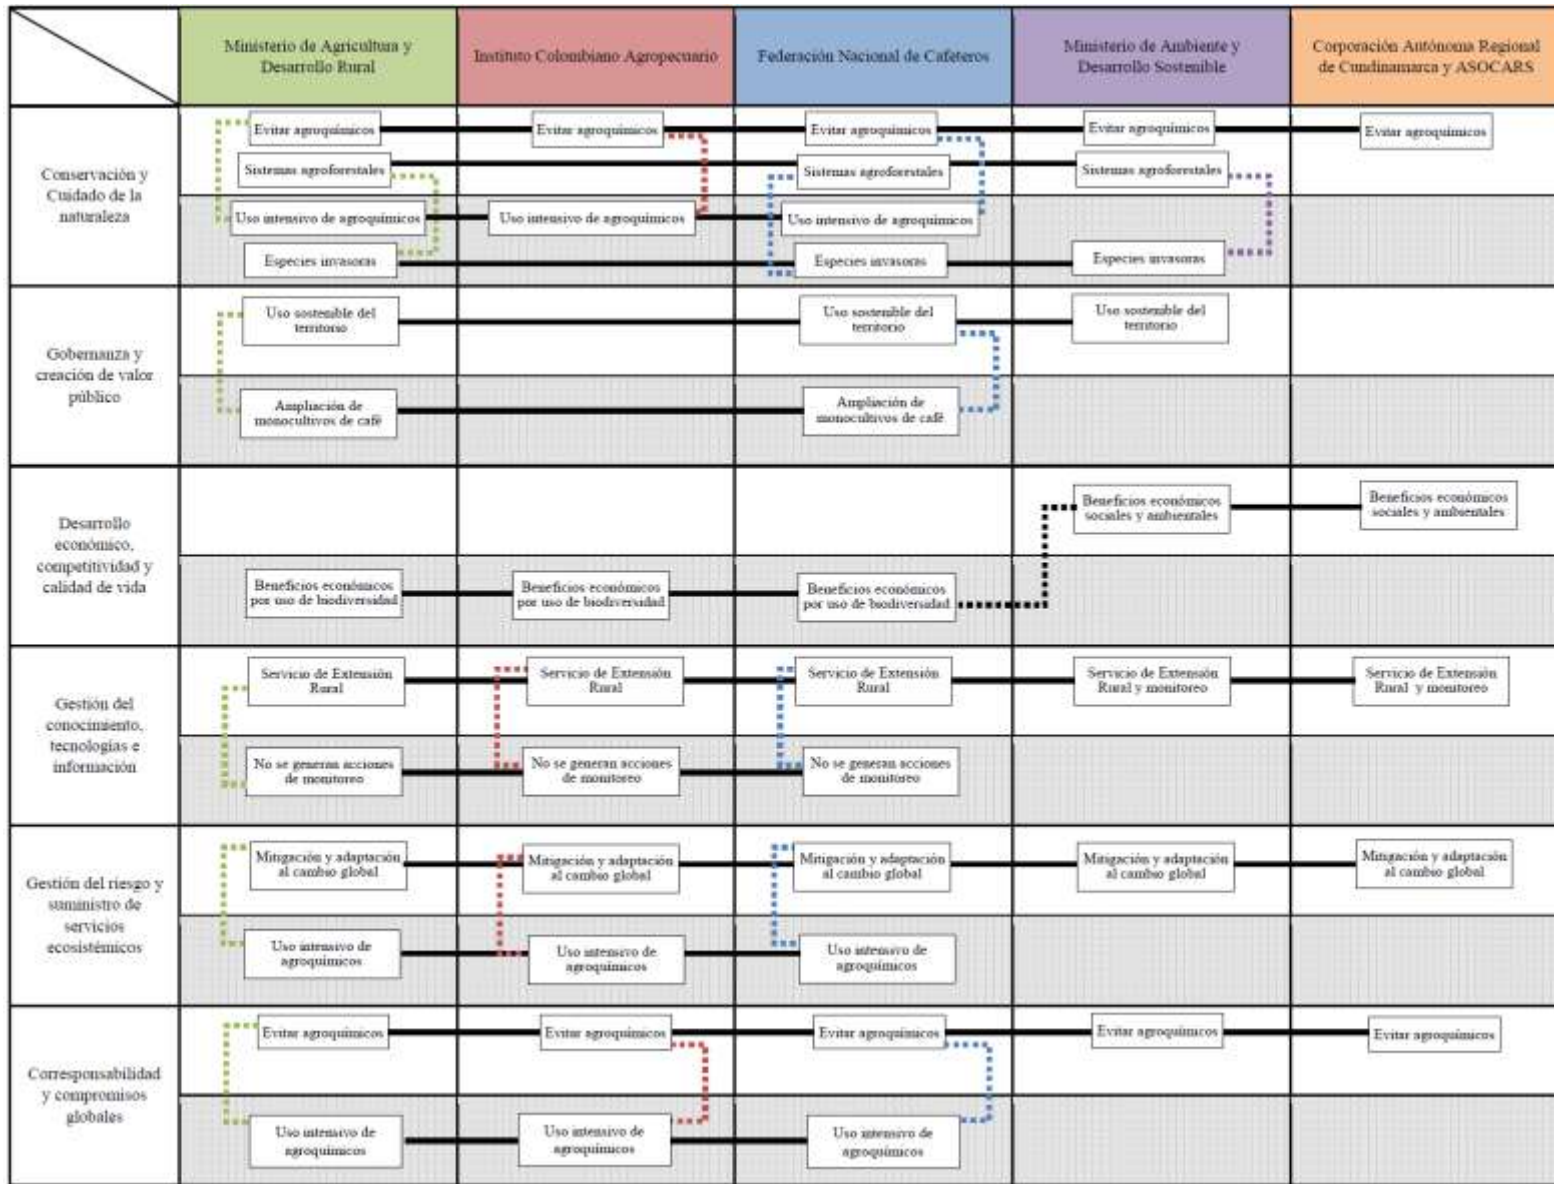 Ministerio de Agricultura y
Desarrollo Rural
Instituto Colombiano Agropecuario
Federación Nacional de Cafeteros
Ministerio de Ambiente y
Desarrollo Sostenible
Corporación Autónoma Regional
de Cundinamarca y ASOCARS
Conservación y
Cuidado de la
naturaleza
Evitar agroquímicos
Evitar agroquímicos
Evitar agroquímicos
Evitar agroquímicos
Evitar agroquímicos
Sistemas agroforestales
Sistemas agroforestales
Sistemas agroforestales
Uso intensivo de agroquímicos
Uso intensivo de agroquímicos
Uso intensivo de agroquímicos
Especies invasoras
Especies invasoras
Especies invasoras
Gobernanza y
creación de valor
público
Uso sostenible del
territorio
Uso sostenible del
territorio
Uso sostenible del
territorio
Ampliación de
monocultivos de café
Ampliación de
monocultivos de café
Desarrollo
económico,
competitividad y
calidad de vida
Beneficios económicos
sociales y ambientales
Beneficios económicos
sociales y ambientales
Beneficios económicos
por uso de biodiversidad
Beneficios económicos
por uso de biodiversidad
Beneficios económicos
por uso de biodiversidad
Gestión del
conocimiento,
tecnologías e
información
Servicio de Extensión
Rural
Servicio de Extensión
Rural
Servicio de Extensión
Rural
Servicio de Extensión
Rural y monitoreo
Servicio de Extensión
Rural y monitoreo
No se generan acciones
de monitoreo
No se generan acciones
de monitoreo
No se generan acciones
de monitoreo
Gestión del riesgo y
suministro de
servicios
ecosistémicos
Mitigación y adaptación
al cambio global
Mitigación y adaptación
al cambio global
Mitigación y adaptación
al cambio global
Mitigación y adaptación
al cambio global
Mitigación y adaptación
al cambio global
Uso intensivo de
agroquímicos
Uso intensivo de
agroquímicos
Uso intensivo de
agroquímicos
Corresponsabilidad
y compromisos
globales
Evitar agroquímicos
Evitar agroquímicos
Evitar agroquímicos
Evitar agroquímicos
Evitar agroquímicos
Uso intensivo de
agroquímicos
Uso intensivo de
agroquímicos
Uso intensivo de
agroquímicos